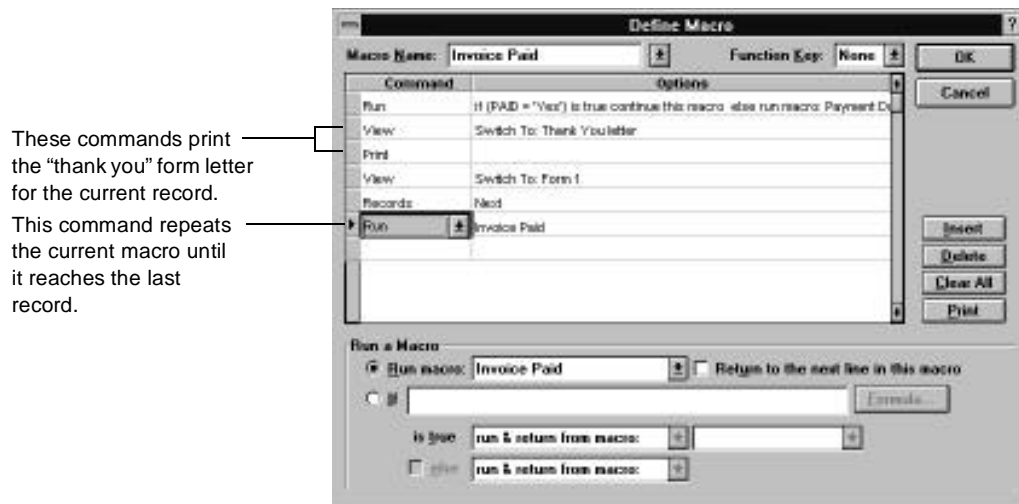 Define Macro ?
Macro Name: Invoice Paid Function Key: None OK
Cancel
Command Options
Run If (PAID = 'Yes') is true continue this macro else run macro: Payment Du
View Switch To: Thank You letter
Print
View Switch To: Form 1
Records Next
Run Invoice Paid
These commands print
the “thank you” form letter
for the current record.
This command repeats
the current macro until
it reaches the last
record.
Insert
Delete
Clear All
Print
Run a Macro
Run macro: Invoice Paid Return to the next line in this macro
If Formula...
is true run & return from macro:
else run & return from macro: